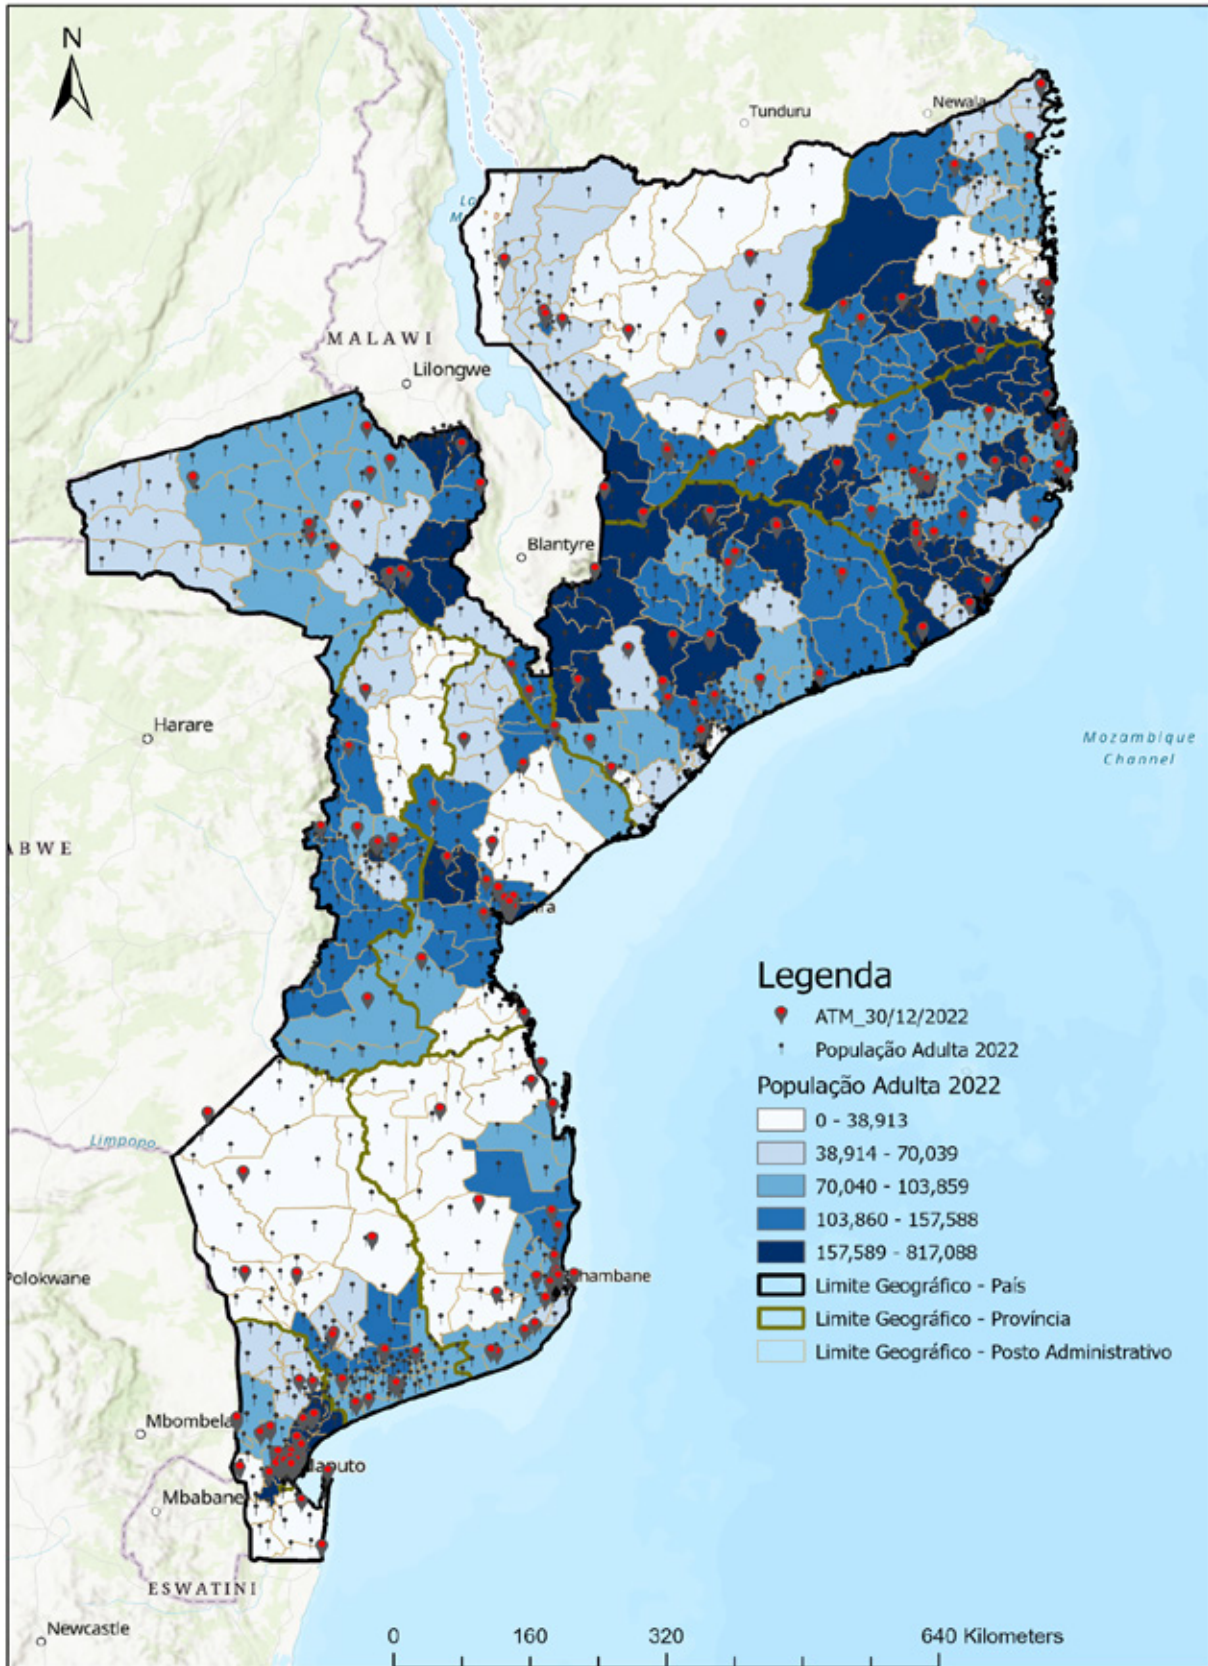 N
Tunduru
Newala
MALAWI
Lilongwe
Blantyre
Harare
Mozambique
Channel
ABWE
Legenda
ATM_30/12/2022
População Adulta 2022
População Adulta 2022
0 - 38,913
38,914 - 70,039
70,040 - 103,859
103,860 - 157,588
157,589 - 817,088
Limite Geográfico - País
Limite Geográfico - Província
Limite Geográfico - Posto Administrativo
Limpopo
Polokwane
nhambane
Mbombela
Maputo
Mbabane
ESWATINI
Newcastle
0 160 320 640 Kilometers